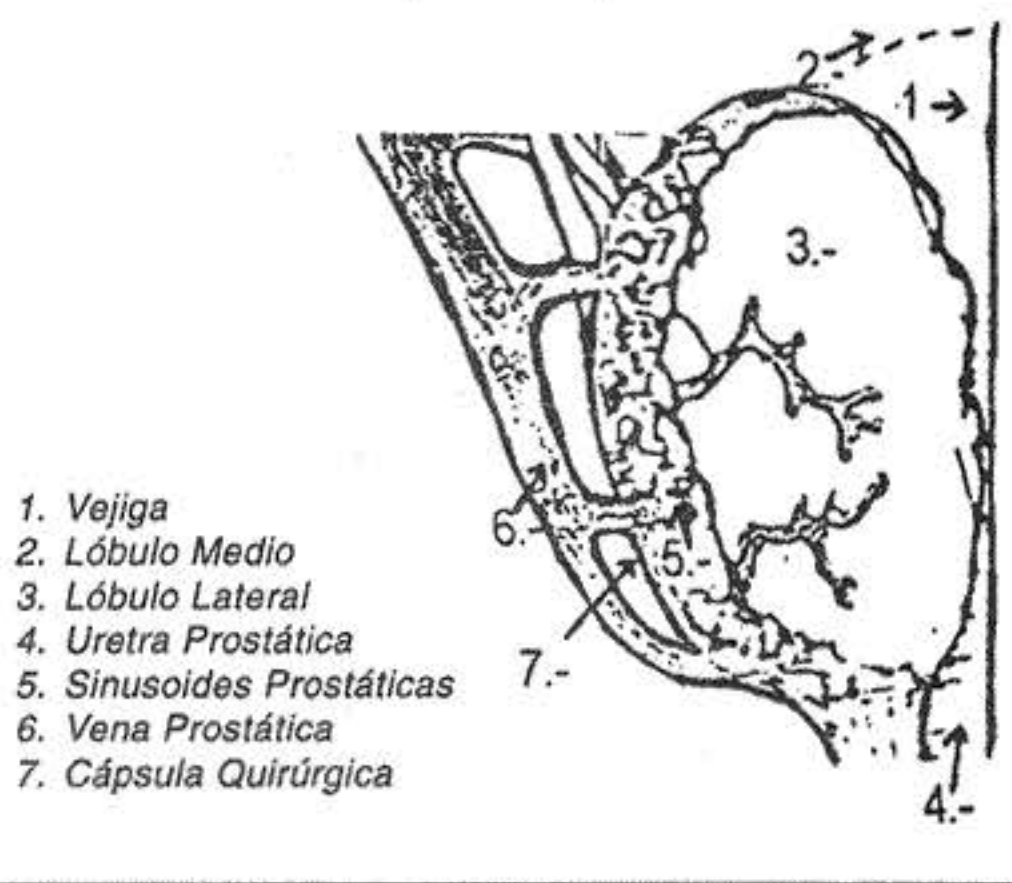 2.-
1
3.-
1. Vejiga
2. Lóbulo Medio
3. Lóbulo Lateral
4. Uretra Prostática
5. Sinusoides Prostáticas
6. Vena Prostática
7. Cápsula Quirúrgica
6.-
5.-
7.-
4.-